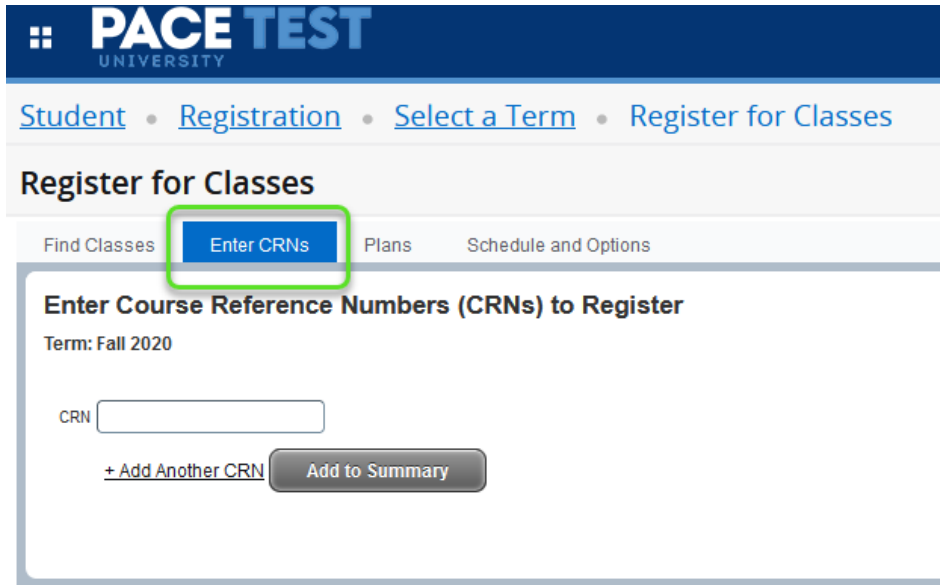 PACE TEST
UNIVERSITY
Student • Registration • Select a Term • Register for Classes
Register for Classes
Find Classes Enter CRNs Plans Schedule and Options
Enter Course Reference Numbers (CRNs) to Register
Term: Fall 2020
CRN
+ Add Another CRN Add to Summary